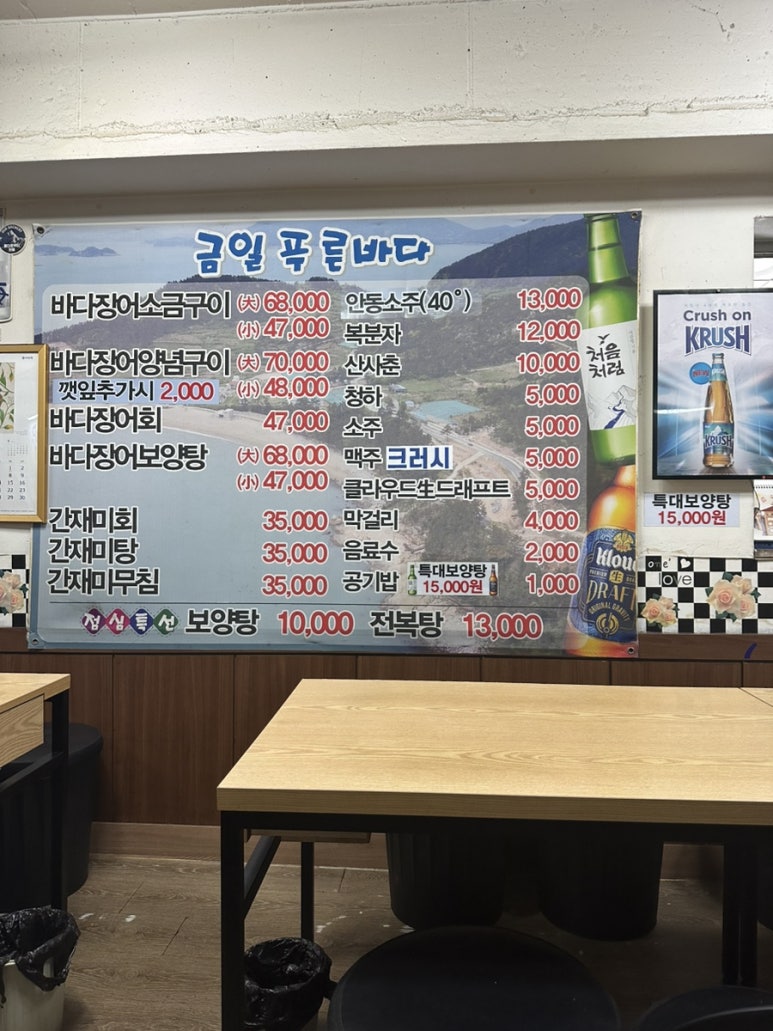 금일 푸른바다
바다장어소금구이 (大) 68,000
(小) 47,000
바다장어양념구이 (大) 70,000
깻잎추가시 2,000 (小) 48,000
바다장어회 47,000
바다장어보양탕 (大) 68,000
(小) 47,000
간재미회 35,000
간재미탕 35,000
간재미무침 35,000
안동소주(40°) 13,000
복분자 12,000
산사춘 10,000
청하 5,000
소주 5,000
맥주 크러시 5,000
클라우드生드래프트 5,000
막걸리 4,000
음료수 2,000
공기밥 1,000
특대보양탕
15,000원
점심특선 보양탕 10,000 전복탕 13,000
처음
처럼
Kloud
生
DRAFT
ORIGINAL GRAVITY
Crush on
KRUSH
KRUSH
특대보양탕
15,000원
one
ove